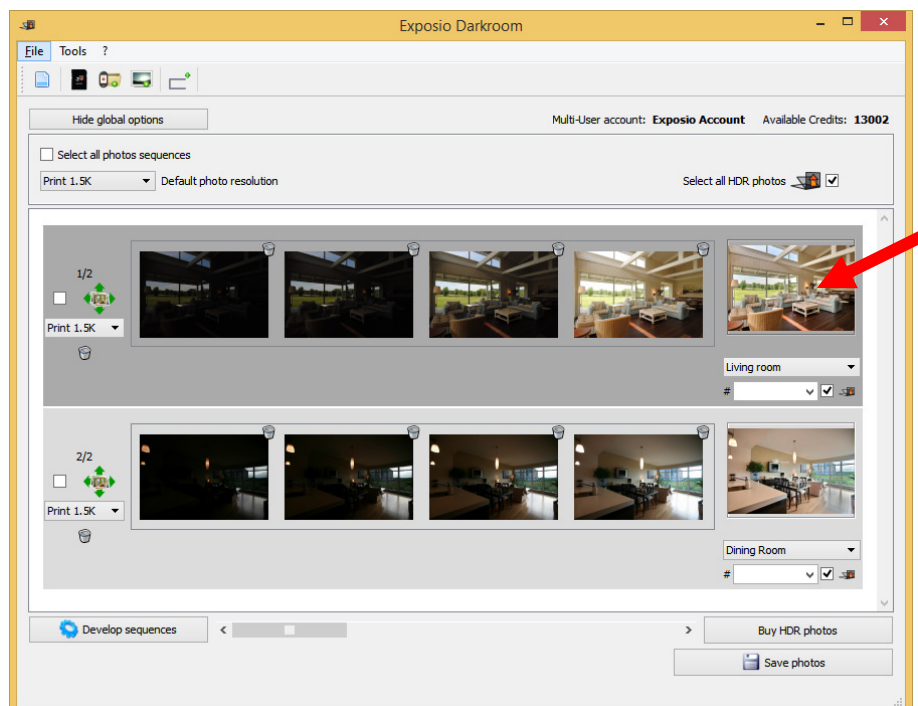 Exposio Darkroom
File Tools ?
Hide global options Multi-User account: Exposio Account Available Credits: 13002
Select all photos sequences
Print 1.5K Default photo resolution Select all HDR photos
1/2
Print 1.5K
Living room
#
2/2
Print 1.5K
Dining Room
#
Develop sequences < > Buy HDR photos
Save photos